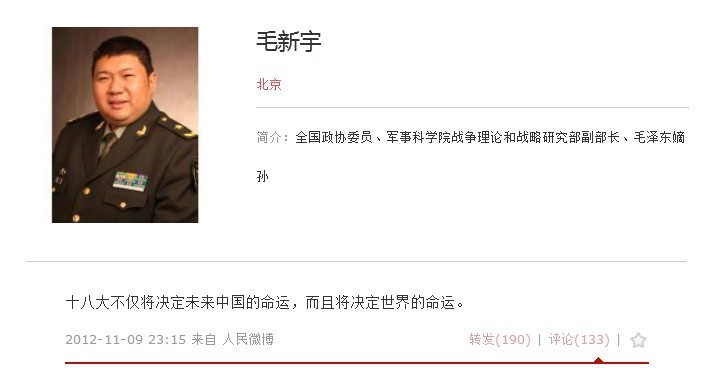 毛新宇
北京
简介：全国政协委员、军事科学院战争理论和战略研究部副部长、毛泽东嫡
孙
十八大不仅将决定未来中国的命运，而且将决定世界的命运。
2012-11-09 23:15 来自 人民微博 转发(190) | 评论(133) |